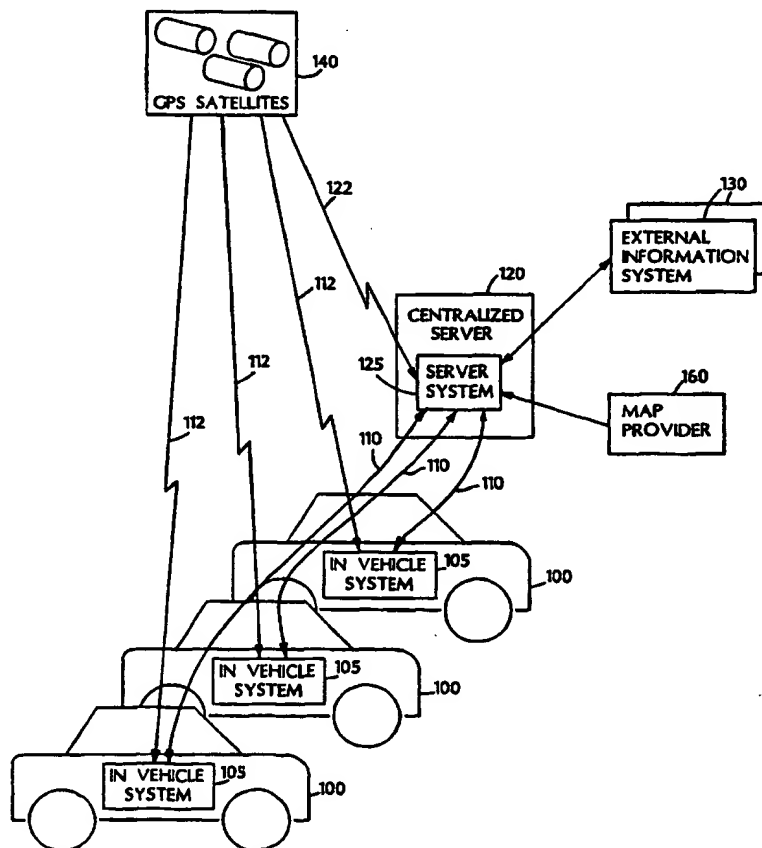 140
GPS SATELLITES
122
130
EXTERNAL
INFORMATION
SYSTEM
120
CENTRALIZED
SERVER
112
125
SERVER
SYSTEM
160
MAP
PROVIDER
112
112
110
110
110
IN VEHICLE
SYSTEM
105
100
IN VEHICLE
SYSTEM
105
100
IN VEHICLE
SYSTEM
105
100